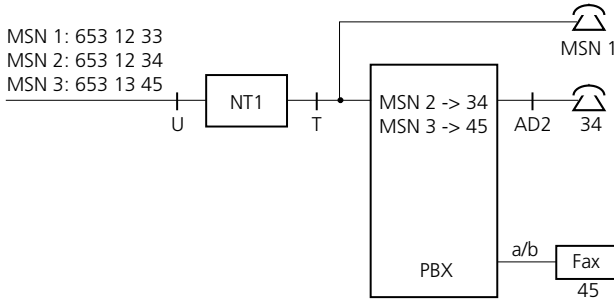 MSN 1: 653 12 33
MSN 2: 653 12 34
MSN 3: 653 13 45
U
NT1
T
MSN 1
MSN 2 -> 34
MSN 3 -> 45
AD2
34
PBX
a/b
Fax
45